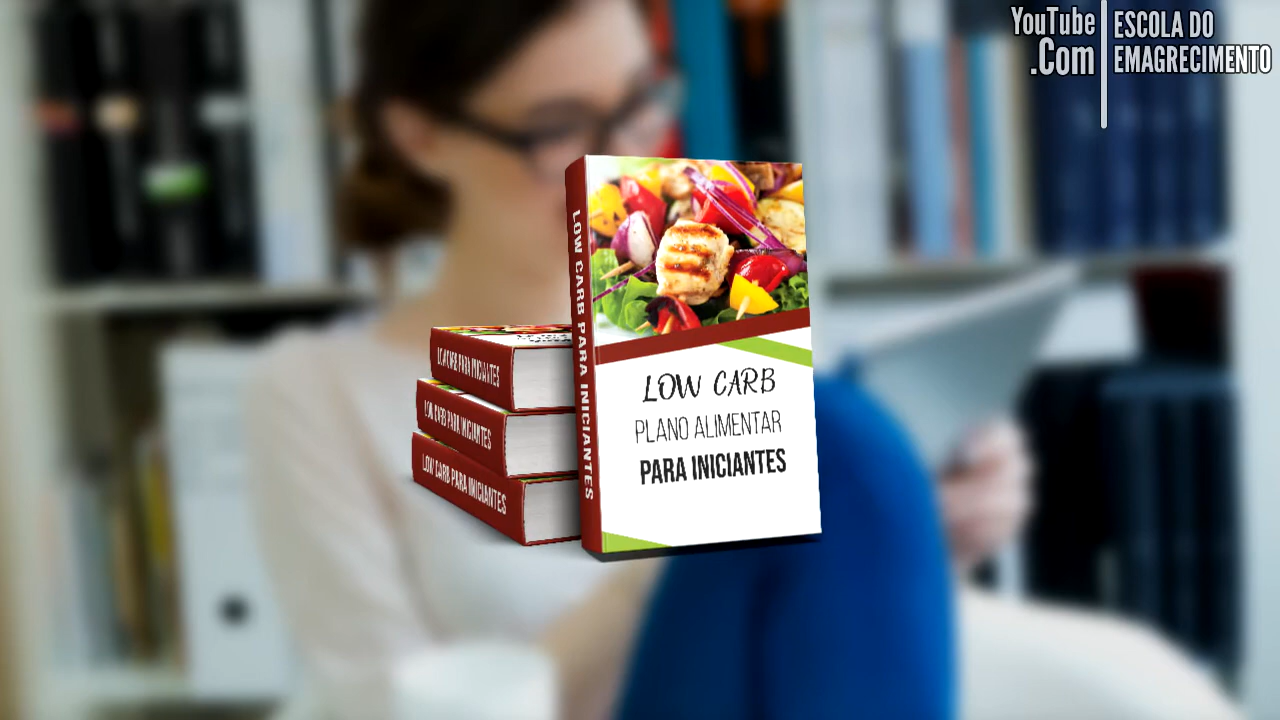 YouTube
.Com
ESCOLA DO
EMAGRECIMENTO
LOW CARB PARA INICIANTES
LOW CARB
PLANO ALIMENTAR
PARA INICIANTES
LOW CARB PARA INICIANTES
LOW CARB PARA INICIANTES
LOW CARB PARA INICIANTES